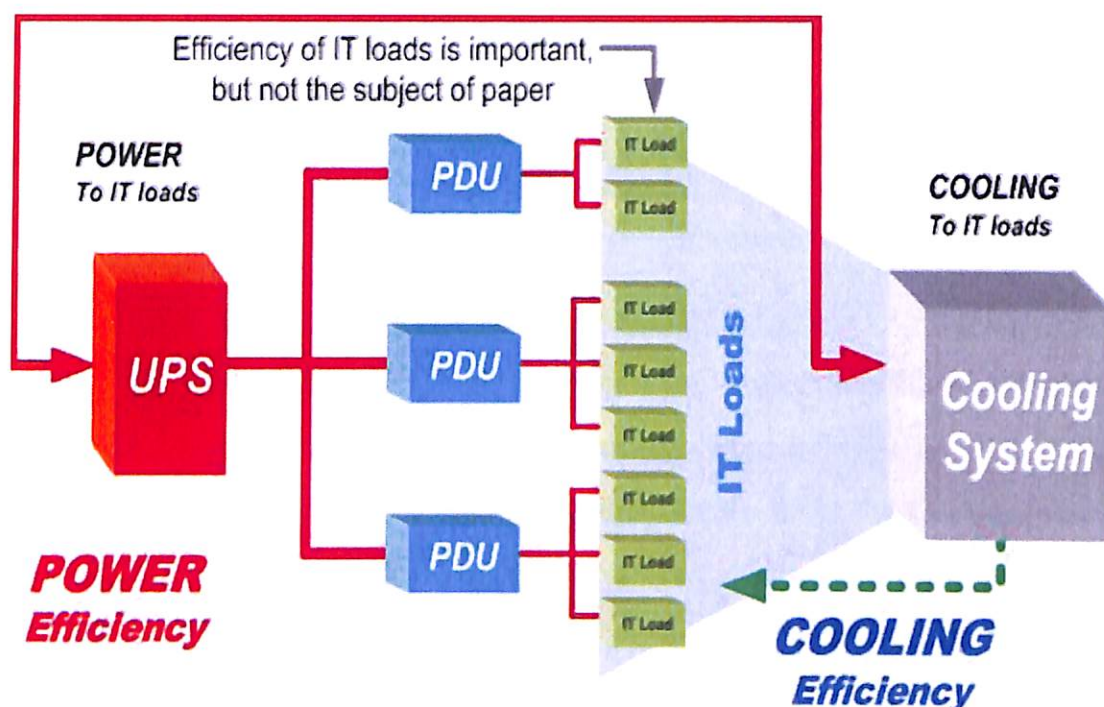 Efficiency of IT loads is important,
but not the subject of paper
POWER
To IT loads
COOLING
To IT loads
UPS
PDU
PDU
PDU
IT Load
IT Load
IT Load
IT Load
IT Load
IT Load
IT Load
IT Load
IT Loads
Cooling
System
POWER
Efficiency
COOLING
Efficiency